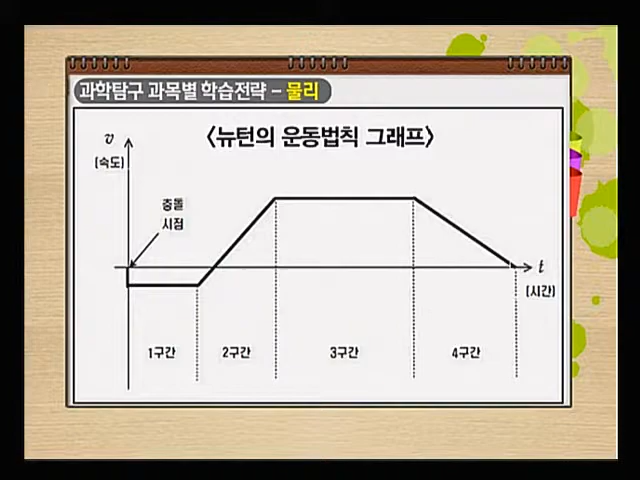 과학탐구 과목별 학습전략 - 물리
<뉴턴의 운동법칙 그래프>
v
(속도)
충돌
시점
t
(시간)
1구간 2구간 3구간 4구간